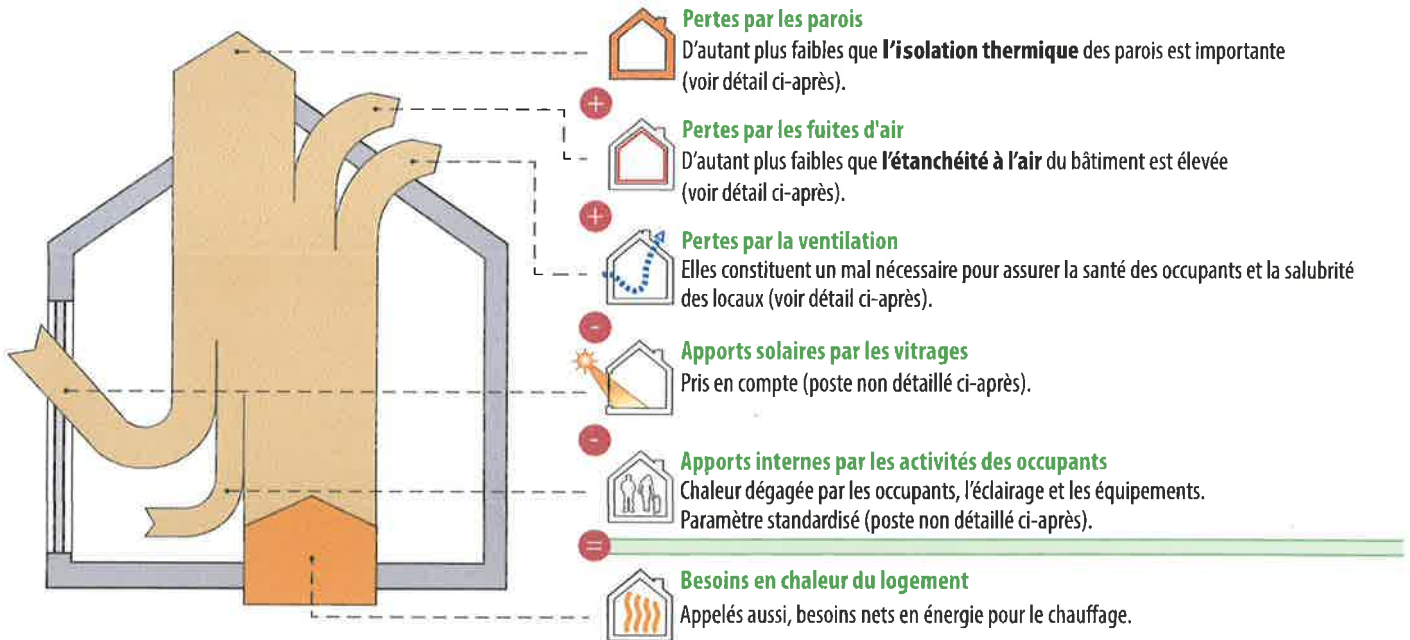 Pertes par les parois
D'autant plus faibles que l'isolation thermique des parois est importante
(voir détail ci-après).
+
Pertes par les fuites d'air
D'autant plus faibles que l'étanchéité à l'air du bâtiment est élevée
(voir détail ci-après).
+
Pertes par la ventilation
Elles constituent un mal nécessaire pour assurer la santé des occupants et la salubrité
des locaux (voir détail ci-après).
-
Apports solaires par les vitrages
Pris en compte (poste non détaillé ci-après).
-
Apports internes par les activités des occupants
Chaleur dégagée par les occupants, l'éclairage et les équipements.
Paramètre standardisé (poste non détaillé ci-après).
=
Besoins en chaleur du logement
Appelés aussi, besoins nets en énergie pour le chauffage.